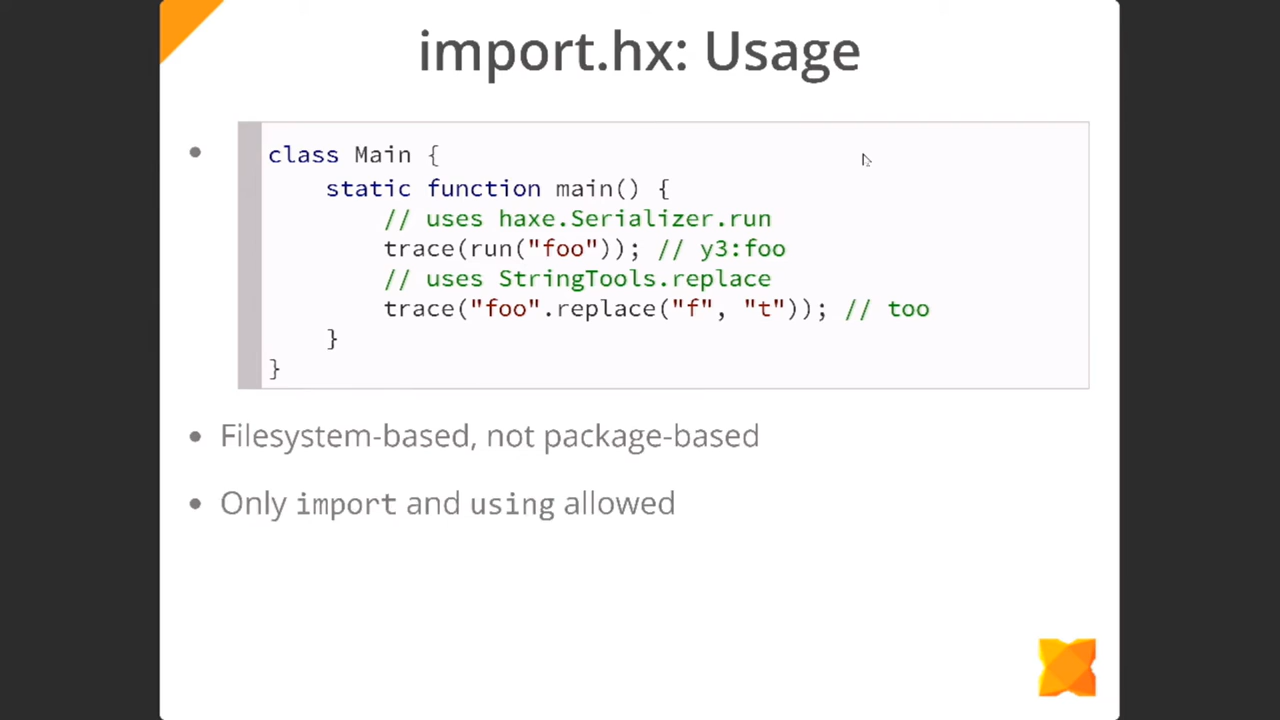 import.hx: Usage
class Main {
static function main() {
// uses haxe.Serializer.run
trace(run("foo")); // y3:foo
// uses StringTools.replace
trace("foo".replace("f", "t")); // too
}
}
Filesystem-based, not package-based
Only import and using allowed